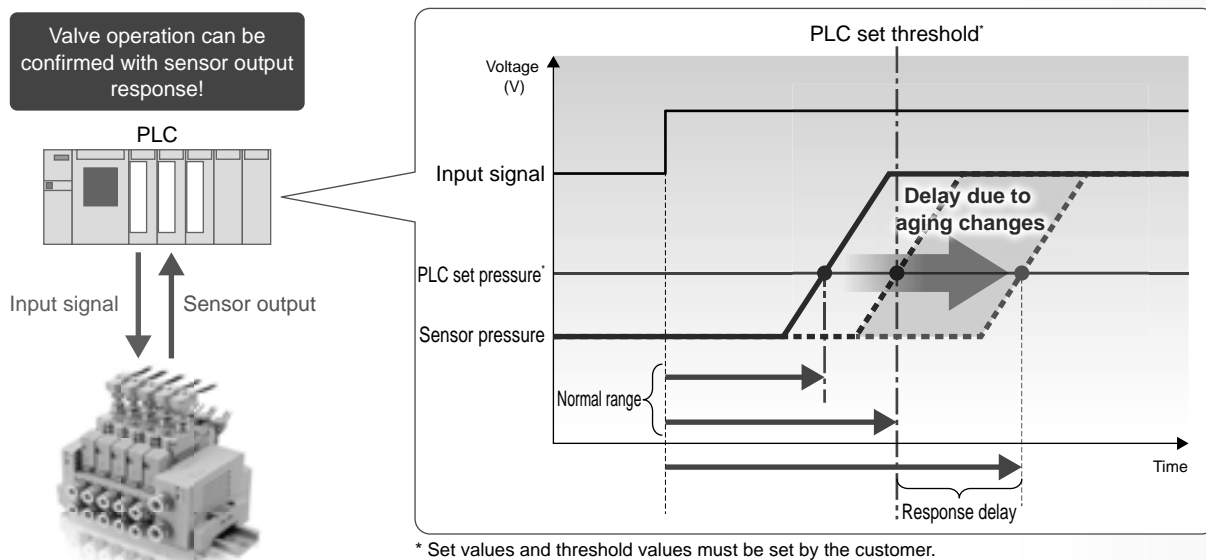 Valve operation can be
confirmed with sensor output
response!
PLC
Input signal
Sensor output
PLC set threshold*
Voltage
(V)
Input signal
Delay due to
aging changes
PLC set pressure*
Sensor pressure
Normal range
Time
Response delay
* Set values and threshold values must be set by the customer.